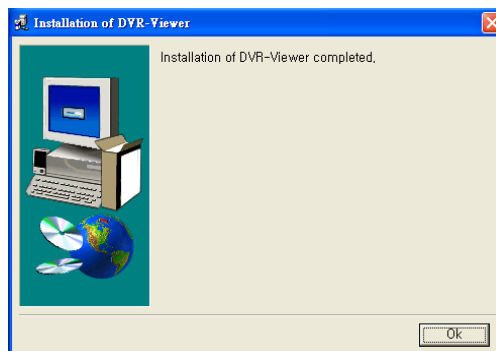 Installation of DVR-Viewer
Installation of DVR-Viewer completed,
Ok